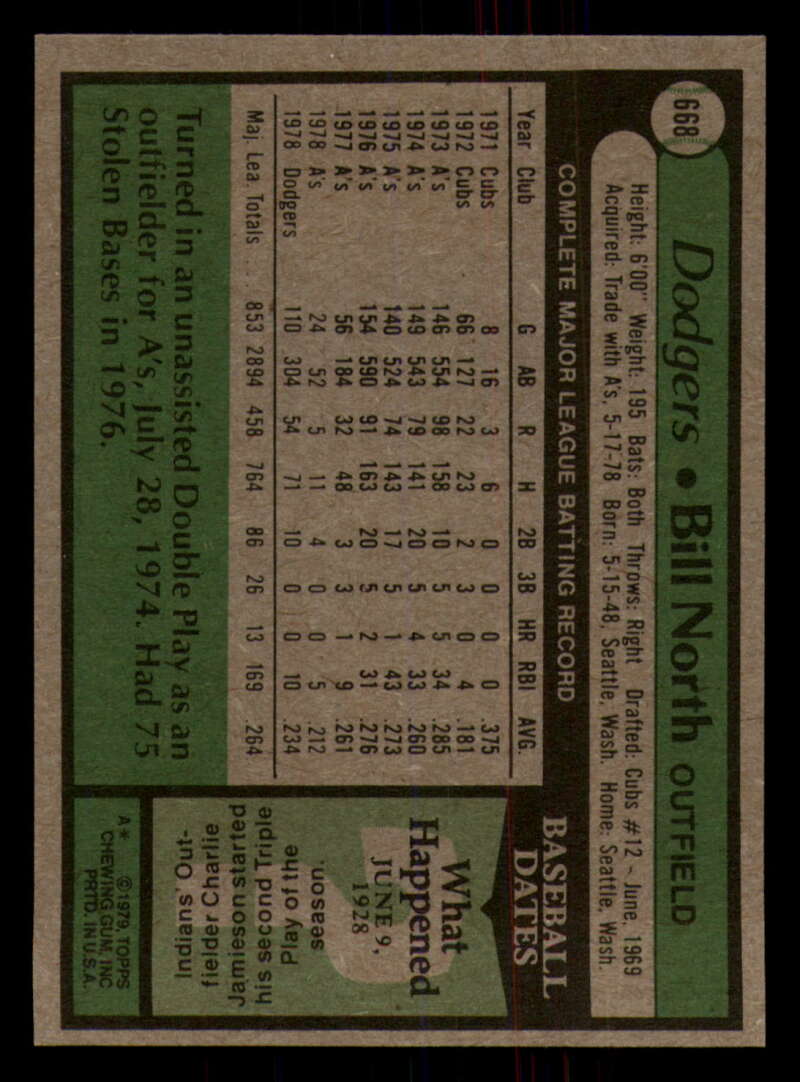 668
Dodgers • Bill North OUTFIELD
Height: 6'00" Weight: 195 Bats: Both Throws: Right Drafted: Cubs #12 - June, 1969
Acquired: Trade with A's, 5-17-78 Born: 5-15-48, Seattle, Wash. Home: Seattle, Wash.
COMPLETE MAJOR LEAGUE BATTING RECORD
Year Club G AB R H 2B 3B HR RBI AVG.
1971 Cubs 8 16 3 6 0 0 0 0 .375
1972 Cubs 66 127 22 23 2 3 0 4 .181
1973 A's 146 554 98 158 10 5 5 34 .285
1974 A's 149 543 79 141 20 5 4 33 .260
1975 A's 140 524 74 143 17 5 1 43 .273
1976 A's 154 590 91 163 20 5 2 31 .276
1977 A's 56 184 32 48 3 3 1 9 .261
1978 A's 24 52 5 11 4 0 0 5 .212
1978 Dodgers 110 304 54 71 10 0 0 10 .234
Maj. Lea. Totals . . . 853 2894 458 764 86 26 13 169 .264
Turned in an unassisted Double Play as an
outfielder for A's, July 28, 1974. Had 75
Stolen Bases in 1976.
BASEBALL
DATES
What
Happened
JUNE 9,
1928
Indians' Out-
fielder Charlie
Jamieson started
his second Triple
Play of the
season.
A* ©1979 TOPPS
CHEWING GUM, INC
PRTD. IN U.S.A.